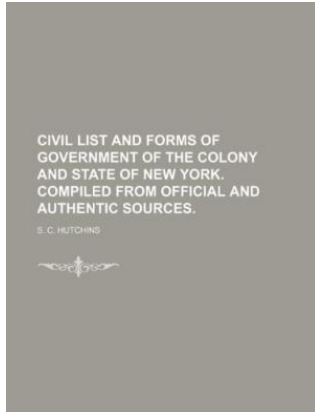 CIVIL LIST AND FORMS OF
GOVERNMENT OF THE COLONY
AND STATE OF NEW YORK.
COMPILED FROM OFFICIAL AND
AUTHENTIC SOURCES.
S. C. HUTCHINS